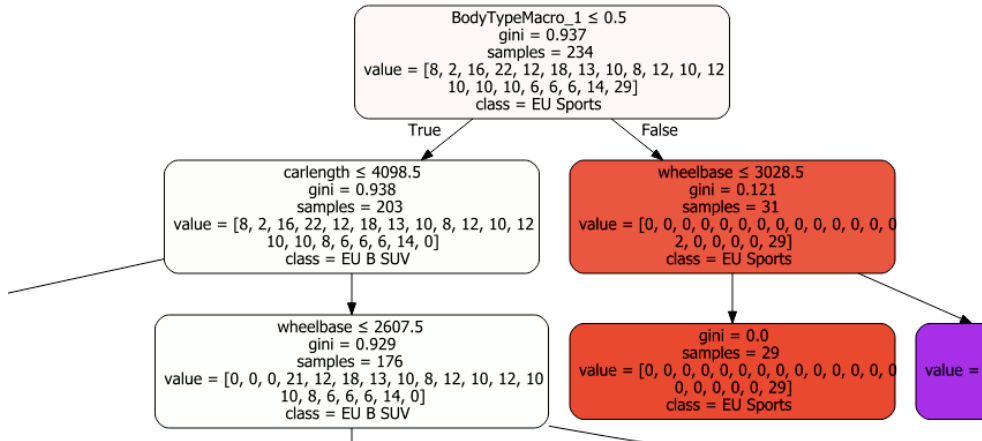 BodyTypeMacro_1 ≤ 0.5
gini = 0.937
samples = 234
value = [8, 2, 16, 22, 12, 18, 13, 10, 8, 12, 10, 12
10, 10, 10, 6, 6, 6, 14, 29]
class = EU Sports
True
False
carlength ≤ 4098.5
gini = 0.938
samples = 203
value = [8, 2, 16, 22, 12, 18, 13, 10, 8, 12, 10, 12
10, 10, 8, 6, 6, 6, 14, 0]
class = EU B SUV
wheelbase ≤ 3028.5
gini = 0.121
samples = 31
value = [0, 0, 0, 0, 0, 0, 0, 0, 0, 0, 0, 0, 0, 0
2, 0, 0, 0, 0, 29]
class = EU Sports
wheelbase ≤ 2607.5
gini = 0.929
samples = 176
value = [0, 0, 0, 21, 12, 18, 13, 10, 8, 12, 10, 12, 10
10, 8, 6, 6, 6, 14, 0]
class = EU B SUV
gini = 0.0
samples = 29
value = [0, 0, 0, 0, 0, 0, 0, 0, 0, 0, 0, 0, 0, 0
0, 0, 0, 0, 0, 29]
class = EU Sports
value =